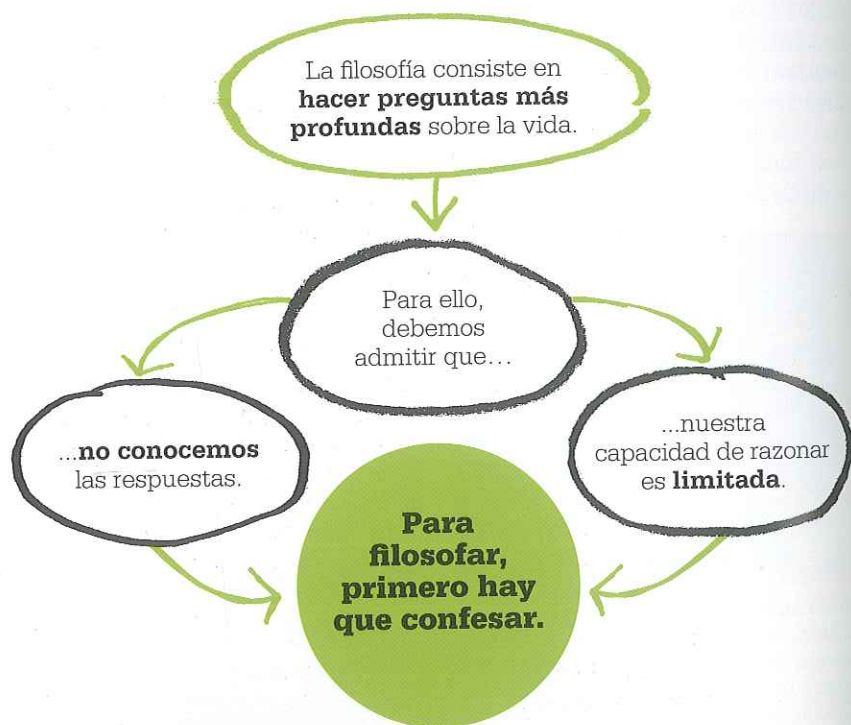 La filosofía consiste en
hacer preguntas más
profundas sobre la vida.
Para ello,
debemos
admitir que...
...no conocemos
las respuestas.
...nuestra
capacidad de razonar
es limitada.
Para
filosofar,
primero hay
que confesar.